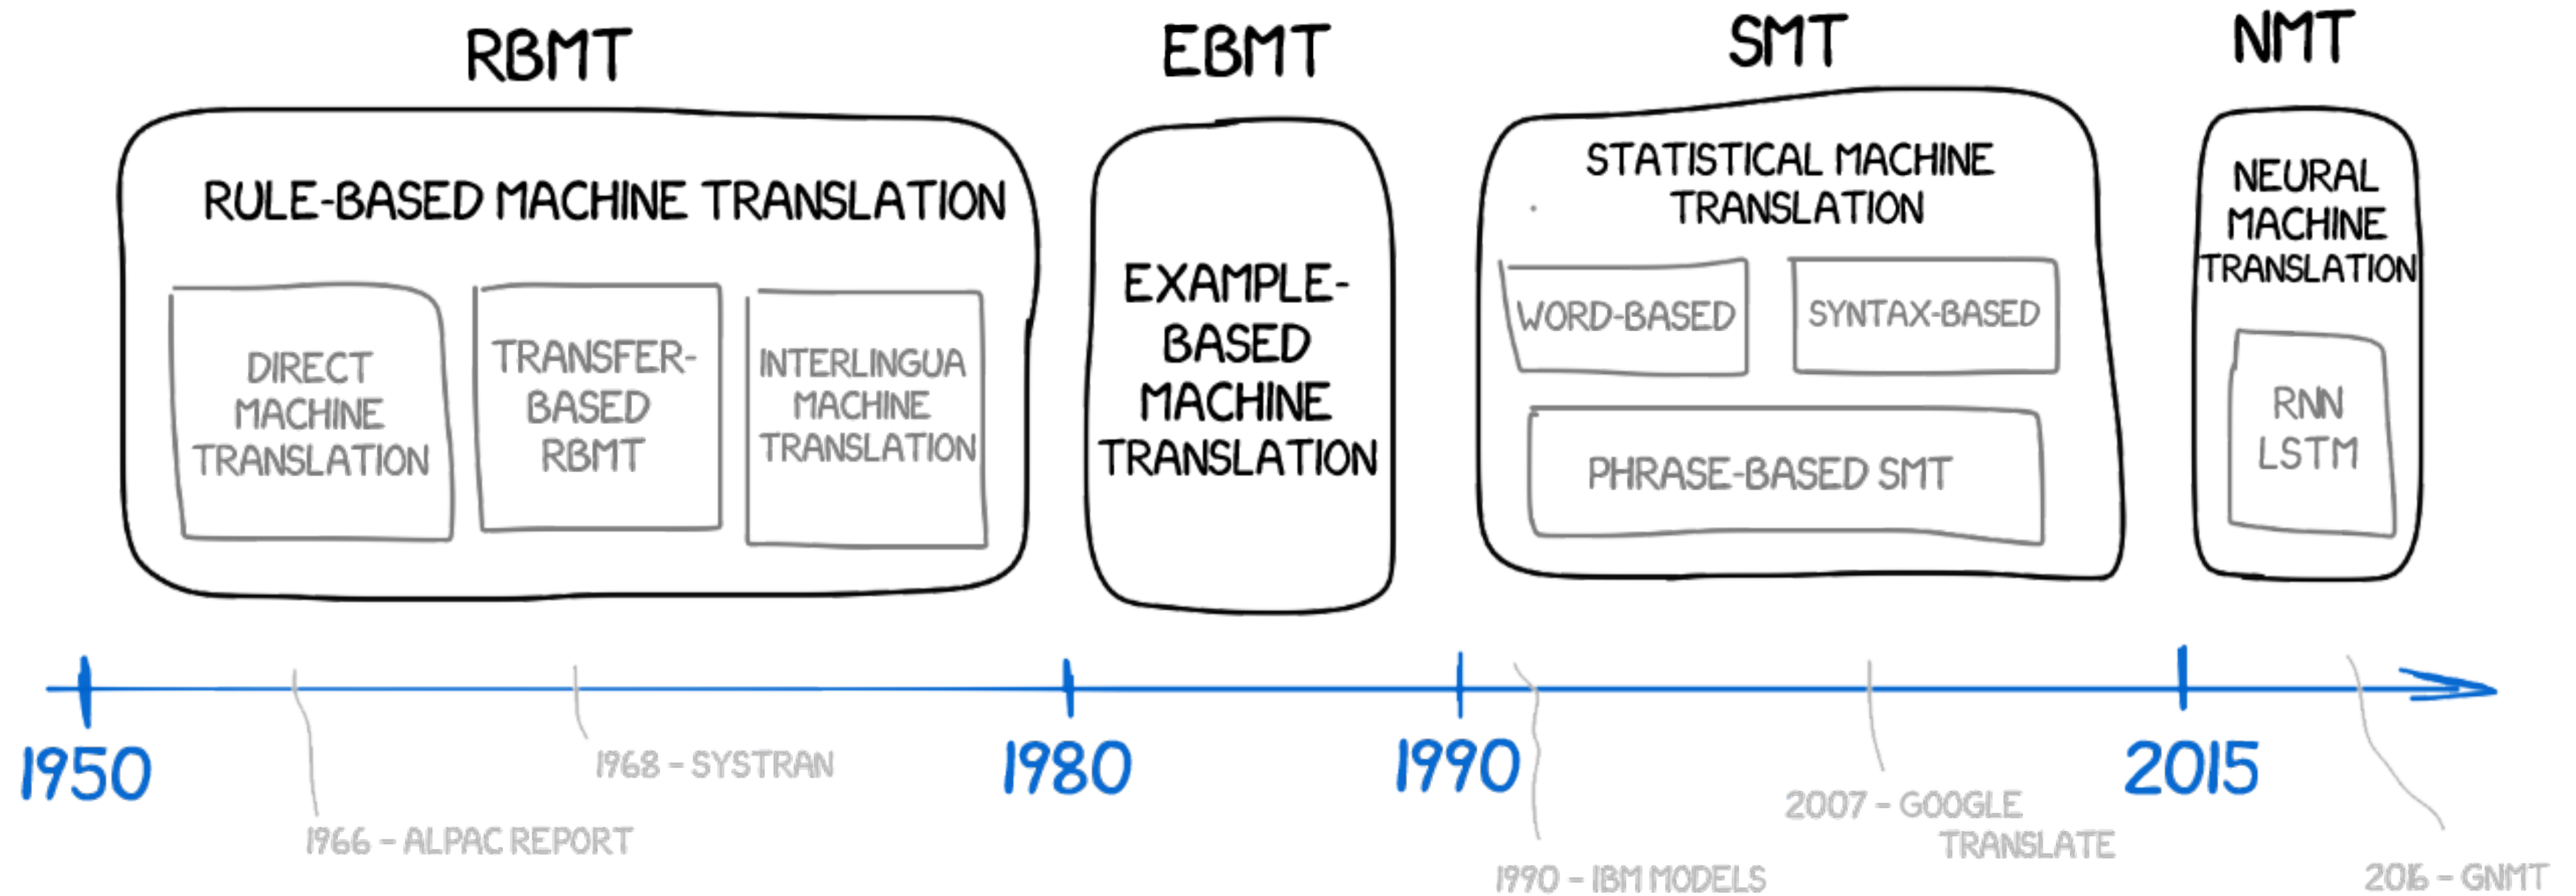 RBMT
EBMT
SMT
NMT
RULE-BASED MACHINE TRANSLATION
DIRECT
MACHINE
TRANSLATION
TRANSFER-
BASED
RBMT
INTERLINGUA
MACHINE
TRANSLATION
EXAMPLE-
BASED
MACHINE
TRANSLATION
STATISTICAL MACHINE
TRANSLATION
WORD-BASED
SYNTAX-BASED
PHRASE-BASED SMT
NEURAL
MACHINE
TRANSLATION
RNN
LSTM
1950
1980
1990
2015
1966 - ALPAC REPORT
1968 - SYSTRAN
1990 - IBM MODELS
2007 - GOOGLE
TRANSLATE
2016 - GNMT